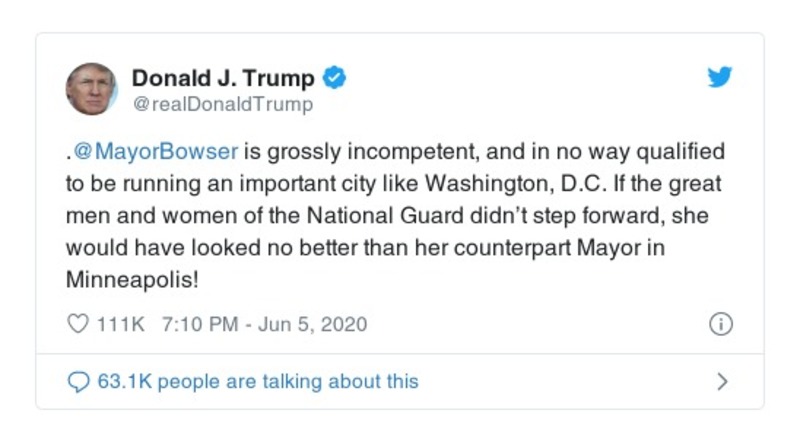 Donald J. Trump
@realDonaldTrump
.@MayorBowser is grossly incompetent, and in no way qualified
to be running an important city like Washington, D.C. If the great
men and women of the National Guard didn’t step forward, she
would have looked no better than her counterpart Mayor in
Minneapolis!
111K 7:10 PM - Jun 5, 2020
63.1K people are talking about this